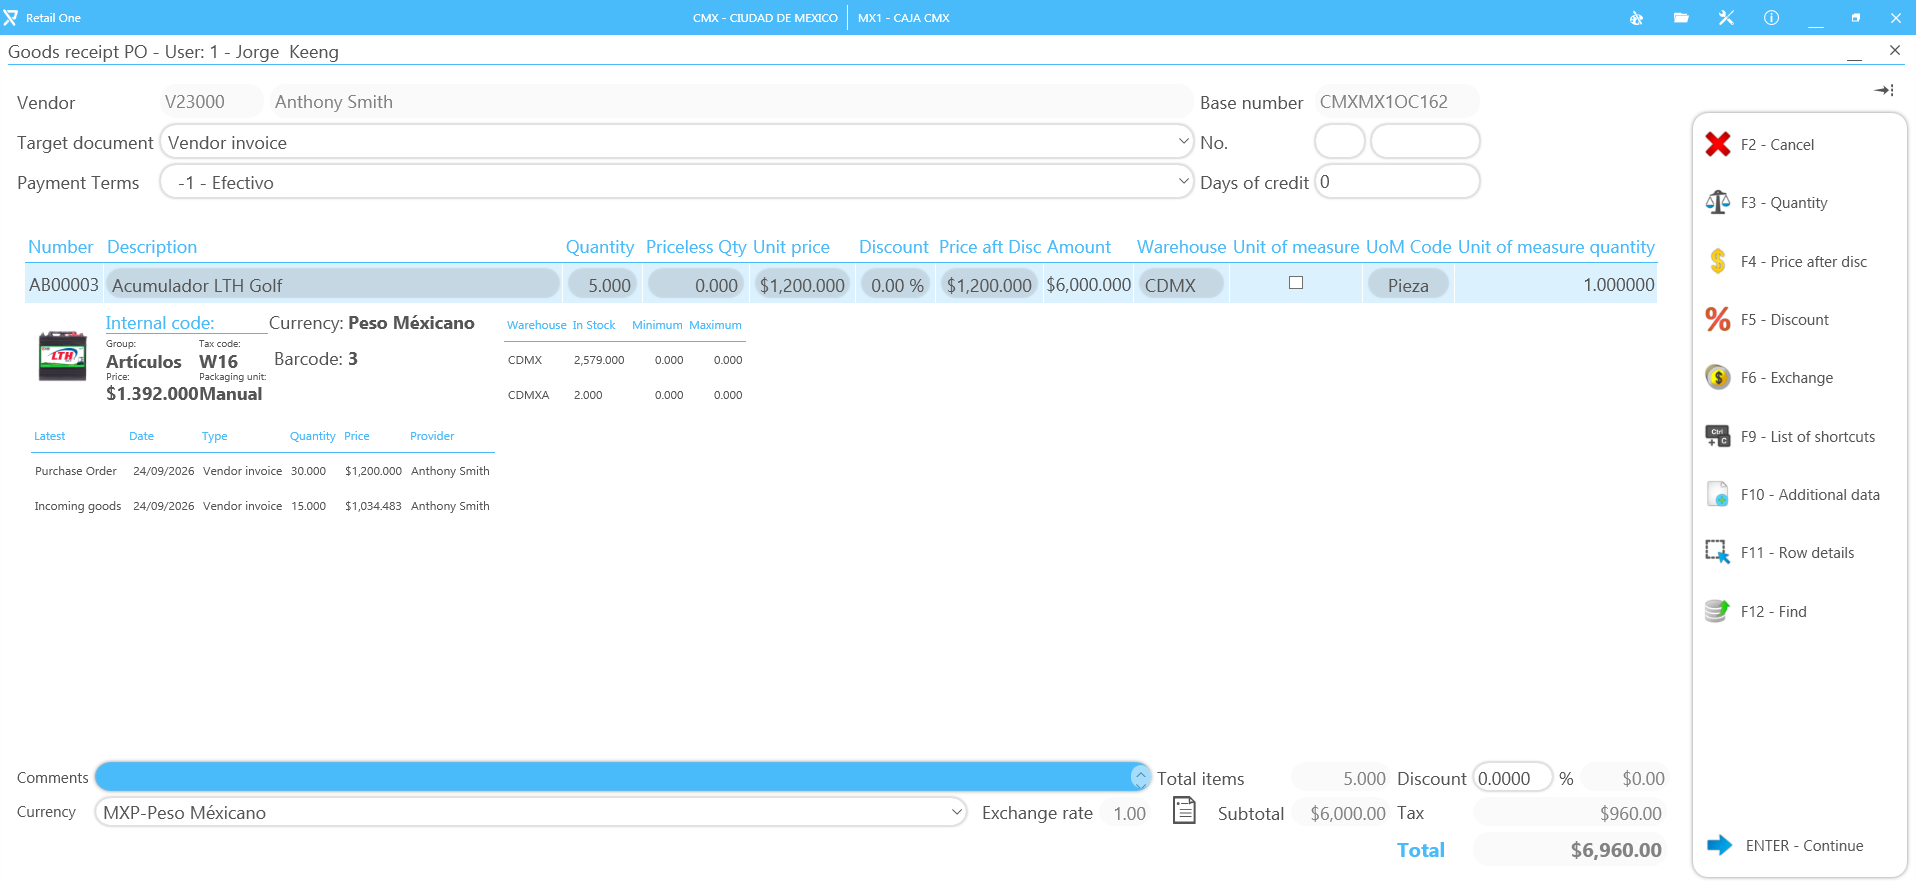 Retail One
CMX - CIUDAD DE MEXICO
MX1 - CAJA CMX
Goods receipt PO - User: 1 - Jorge  Keeng
Vendor V23000 Anthony Smith Base number CMXMX1OC162
Target document Vendor invoice No.
Payment Terms -1 - Efectivo Days of credit 0
Number Description Quantity Priceless Qty Unit price Discount Price aft Disc Amount Warehouse Unit of measure UoM Code Unit of measure quantity
AB00003 Acumulador LTH Golf 5.000 0.000 $1,200.000 0.00 % $1,200.000 $6,000.000 CDMX Pieza 1.000000
LTH
Internal code:
Group: Tax code:
Artículos W16
Price: Packaging unit:
$1,392.000 Manual
Currency: Peso Méxicano
Barcode: 3
Warehouse In Stock Minimum Maximum
CDMX 2,579.000 0.000 0.000
CDMXA 2.000 0.000 0.000
Latest Date Type Quantity Price Provider
Purchase Order 24/09/2026 Vendor invoice 30.000 $1,200.000 Anthony Smith
Incoming goods 24/09/2026 Vendor invoice 15.000 $1,034.483 Anthony Smith
Comments
Total items 5.000 Discount 0.0000 % $0.00
Currency MXP-Peso Méxicano Exchange rate 1.00 Subtotal $6,000.00 Tax $960.00
Total $6,960.00
F2 - Cancel
F3 - Quantity
F4 - Price after disc
F5 - Discount
F6 - Exchange
Ctrl
+ C
F9 - List of shortcuts
F10 - Additional data
F11 - Row details
F12 - Find
ENTER - Continue